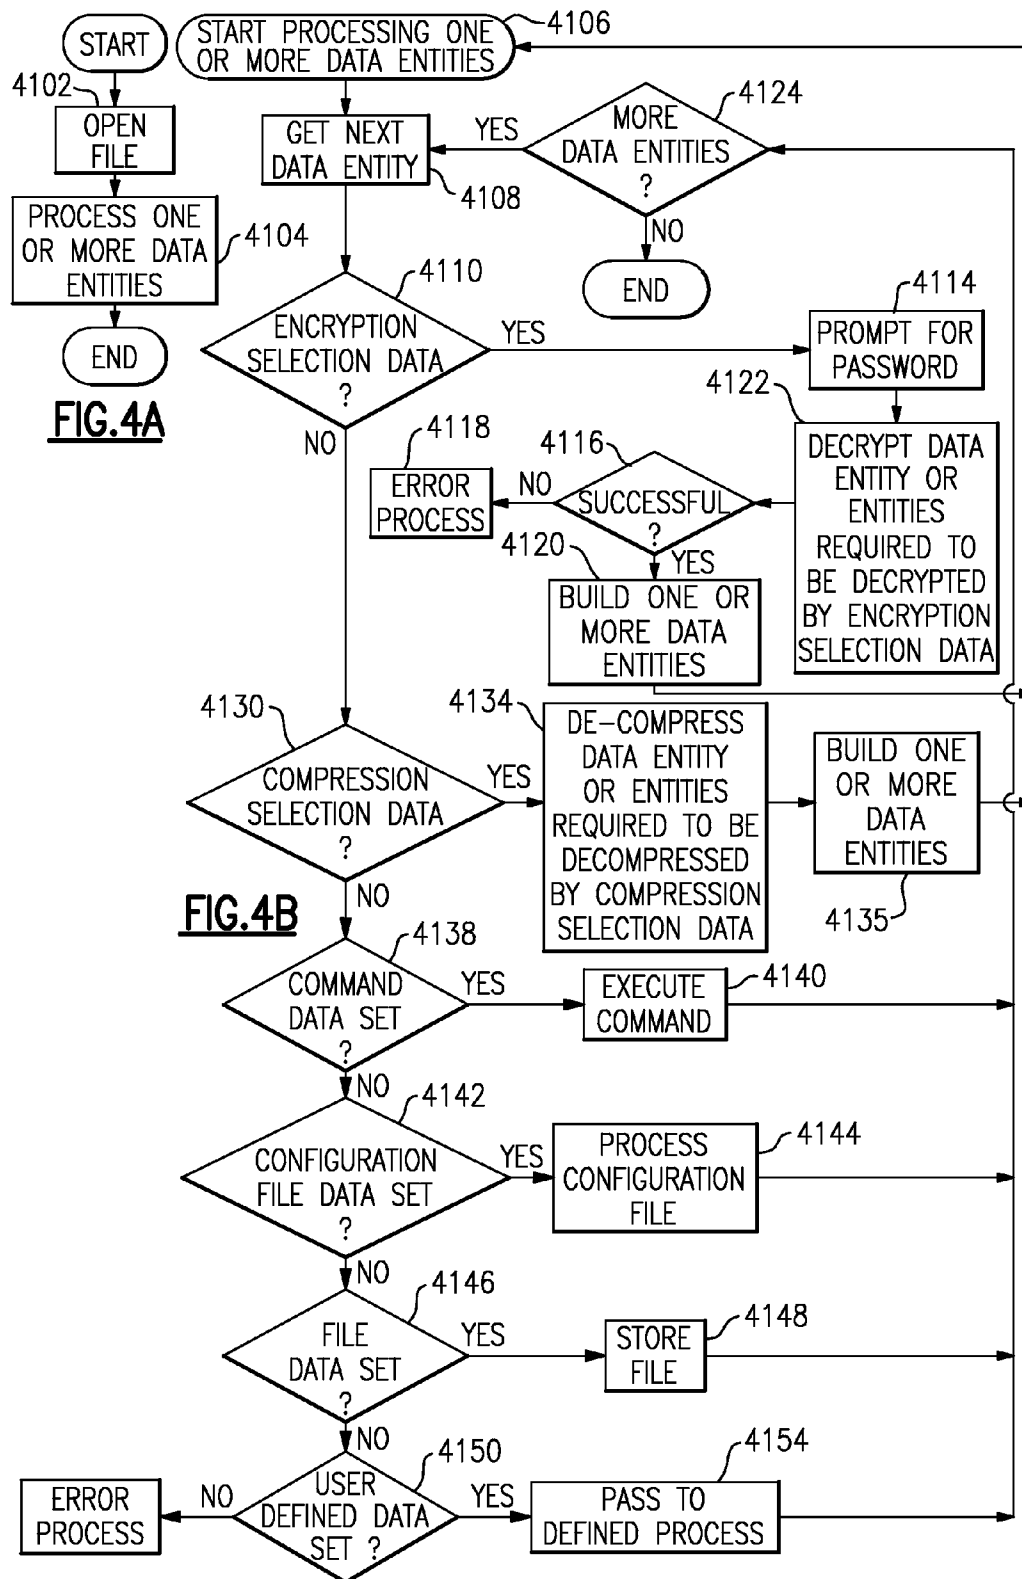 START
4102
OPEN
FILE
PROCESS ONE
OR MORE DATA
ENTITIES
4104
END
FIG.4A
START PROCESSING ONE
OR MORE DATA ENTITIES
4106
GET NEXT
DATA ENTITY
4108
YES
MORE
DATA ENTITIES
?
4124
NO
END
4110
ENCRYPTION
SELECTION DATA
?
YES
NO
4114
PROMPT FOR
PASSWORD
4122
DECRYPT DATA
ENTITY OR
ENTITIES
REQUIRED TO
BE DECRYPTED
BY ENCRYPTION
SELECTION DATA
4116
SUCCESSFUL
?
NO
4118
ERROR
PROCESS
YES
4120
BUILD ONE OR
MORE DATA
ENTITIES
4130
COMPRESSION
SELECTION DATA
?
YES
NO
4134
DE-COMPRESS
DATA ENTITY
OR ENTITIES
REQUIRED TO BE
DECOMPRESSED
BY COMPRESSION
SELECTION DATA
BUILD ONE
OR MORE
DATA
ENTITIES
4135
FIG.4B
4138
COMMAND
DATA SET
?
YES
NO
EXECUTE
COMMAND
4140
4142
CONFIGURATION
FILE DATA SET
?
YES
NO
PROCESS
CONFIGURATION
FILE
4144
4146
FILE
DATA SET
?
YES
NO
STORE
FILE
4148
4150
USER
DEFINED DATA
SET ?
NO
ERROR
PROCESS
YES
PASS TO
DEFINED PROCESS
4154